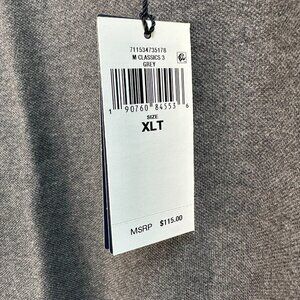 711534735178
M CLASSICS 3
GREY
1 90760 84553 6
SIZE
XLT
MSRP $115.00